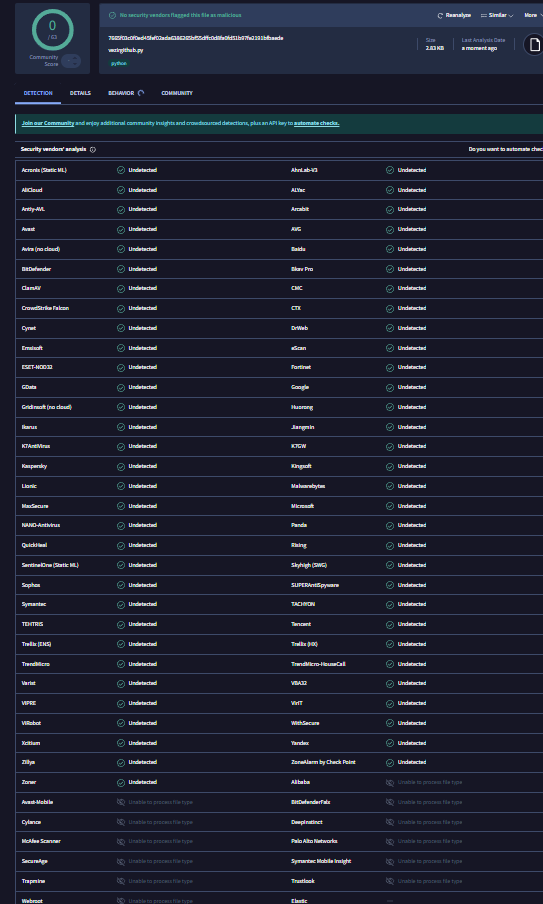 0
/ 63
Community
Score
No security vendors flagged this file as malicious
Reanalyze
Similar
More
vezirgithub.py
python
Size
2.83 KB
Last Analysis Date
a moment ago
DETECTION
DETAILS
BEHAVIOR
COMMUNITY
Join our Community and enjoy additional community insights and crowdsourced detections, plus an API key to automate checks.
Security vendors' analysis
Do you want to automate chec
Acronis (Static ML) Undetected AhnLab-V3 Undetected
AliCloud Undetected ALYac Undetected
Antiy-AVL Undetected Arcabit Undetected
Avast Undetected AVG Undetected
Avira (no cloud) Undetected Baidu Undetected
BitDefender Undetected Bkav Pro Undetected
ClamAV Undetected CMC Undetected
CrowdStrike Falcon Undetected CTX Undetected
Cynet Undetected DrWeb Undetected
Emsisoft Undetected eScan Undetected
ESET-NOD32 Undetected Fortinet Undetected
GData Undetected Google Undetected
Gridinsoft (no cloud) Undetected Huorong Undetected
Ikarus Undetected Jiangmin Undetected
K7AntiVirus Undetected K7GW Undetected
Kaspersky Undetected Kingsoft Undetected
Lionic Undetected Malwarebytes Undetected
MaxSecure Undetected Microsoft Undetected
NANO-Antivirus Undetected Panda Undetected
QuickHeal Undetected Rising Undetected
SentinelOne (Static ML) Undetected Skyhigh (SWG) Undetected
Sophos Undetected SUPERAntiSpyware Undetected
Symantec Undetected TACHYON Undetected
TEHTRIS Undetected Tencent Undetected
Trellix (ENS) Undetected Trellix (HX) Undetected
TrendMicro Undetected TrendMicro-HouseCall Undetected
Varist Undetected VBA32 Undetected
VIPRE Undetected VirIT Undetected
ViRobot Undetected WithSecure Undetected
Xcitium Undetected Yandex Undetected
Zillya Undetected ZoneAlarm by Check Point Undetected
Zoner Undetected Alibaba Unable to process file type
Avast-Mobile Unable to process file type BitDefenderFalx Unable to process file type
Cylance Unable to process file type DeepInstinct Unable to process file type
McAfee Scanner Unable to process file type Palo Alto Networks Unable to process file type
SecureAge Unable to process file type Symantec Mobile Insight Unable to process file type
Trapmine Unable to process file type Trustlook Unable to process file type
Webroot Unable to process file type Elastic